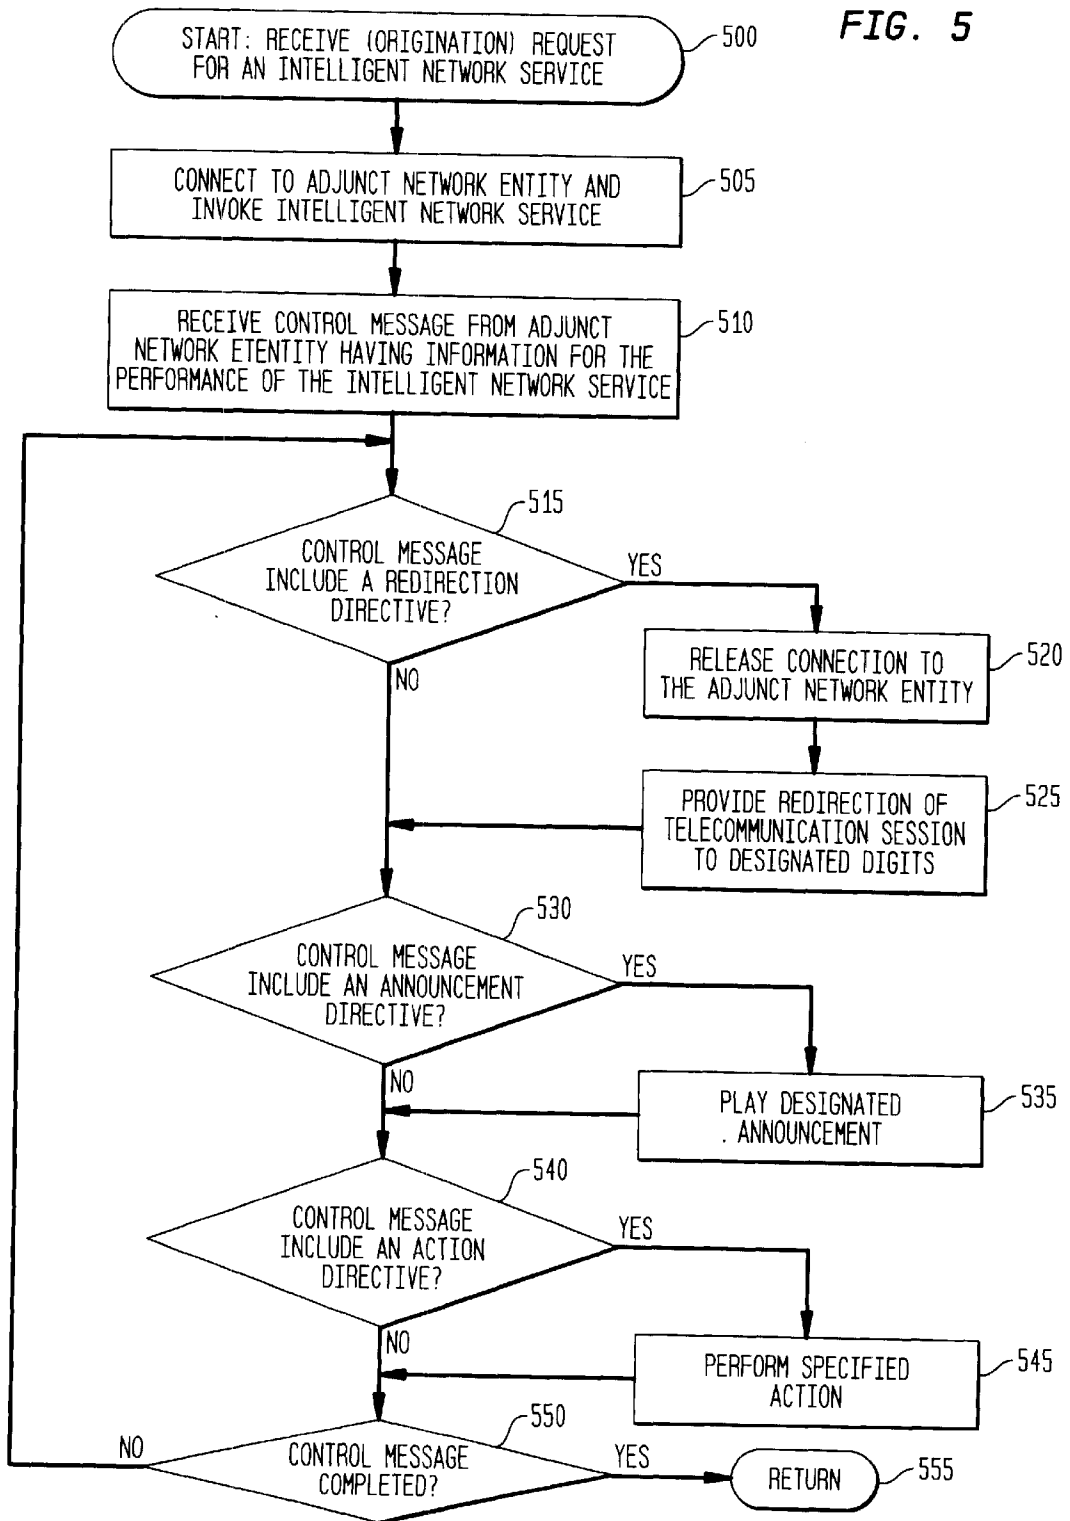 FIG. 5
START: RECEIVE (ORIGINATION) REQUEST
FOR AN INTELLIGENT NETWORK SERVICE
500
CONNECT TO ADJUNCT NETWORK ENTITY AND
INVOKE INTELLIGENT NETWORK SERVICE
505
RECEIVE CONTROL MESSAGE FROM ADJUNCT
NETWORK ETENTITY HAVING INFORMATION FOR THE
PERFORMANCE OF THE INTELLIGENT NETWORK SERVICE
510
515
CONTROL MESSAGE
INCLUDE A REDIRECTION
DIRECTIVE?
YES
NO
RELEASE CONNECTION TO
THE ADJUNCT NETWORK ENTITY
520
PROVIDE REDIRECTION OF
TELECOMMUNICATION SESSION
TO DESIGNATED DIGITS
525
530
CONTROL MESSAGE
INCLUDE AN ANNOUNCEMENT
DIRECTIVE?
YES
NO
PLAY DESIGNATED
ANNOUNCEMENT
535
540
CONTROL MESSAGE
INCLUDE AN ACTION
DIRECTIVE?
YES
NO
PERFORM SPECIFIED
ACTION
545
550
CONTROL MESSAGE
COMPLETED?
NO
YES
RETURN
555